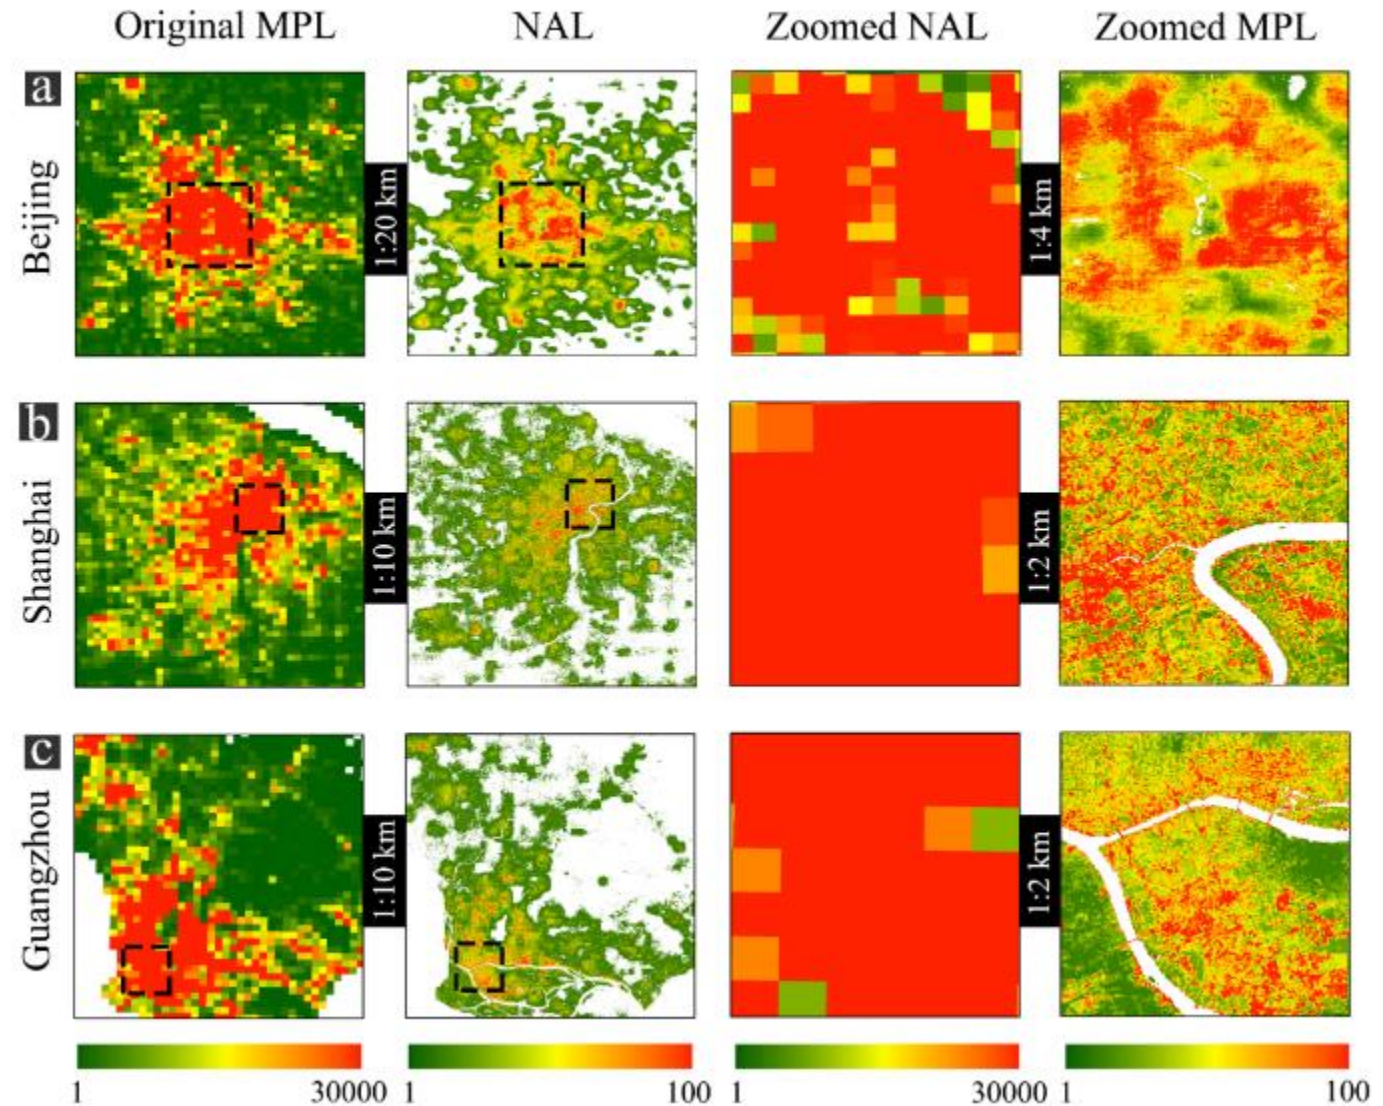 Original MPL NAL Zoomed NAL Zoomed MPL
a
Beijing
1:20 km
1:4 km
b
Shanghai
1:10 km
1:2 km
c
Guangzhou
1:10 km
1:2 km
1 30000 1 100 1 30000 1 100